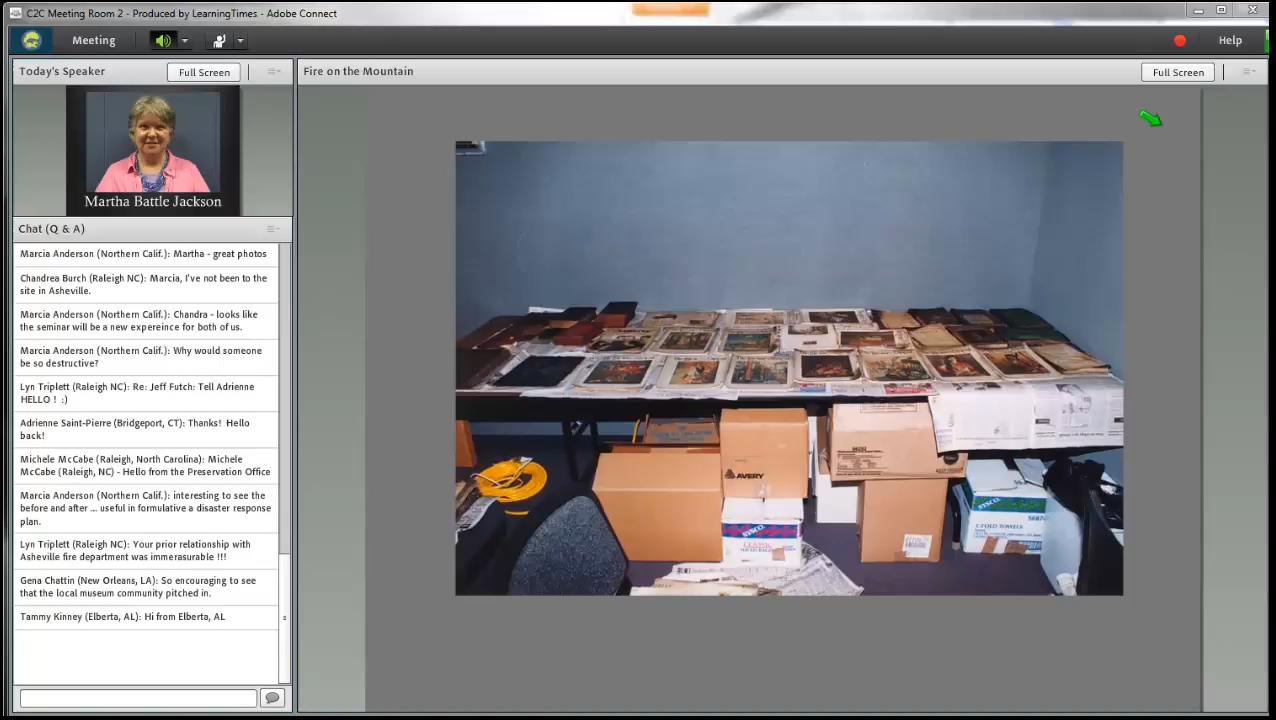 C2C Meeting Room 2 - Produced by LearningTimes - Adobe Connect
Meeting
Help
Today's Speaker
Full Screen
Fire on the Mountain
Full Screen
Martha Battle Jackson
Chat (Q & A)
Marcia Anderson (Northern Calif.): Martha - great photos
Chandrea Burch (Raleigh NC): Marcia, I've not been to the
site in Asheville.
Marcia Anderson (Northern Calif.): Chandra - looks like
the seminar will be a new expereince for both of us.
Marcia Anderson (Northern Calif.): Why would someone
be so destructive?
Lyn Triplett (Raleigh NC): Re: Jeff Futch: Tell Adrienne
HELLO ! :)
Adrienne Saint-Pierre (Bridgeport, CT): Thanks! Hello
back!
Michele McCabe (Raleigh, North Carolina): Michele
McCabe (Raleigh, NC) - Hello from the Preservation Office
Marcia Anderson (Northern Calif.): interesting to see the
before and after ... useful in formulative a disaster response
plan.
Lyn Triplett (Raleigh NC): Your prior relationship with
Asheville fire department was immerasurable !!!
Gena Chattin (New Orleans, LA): So encouraging to see
that the local museum community pitched in.
Tammy Kinney (Elberta, AL): Hi from Elberta, AL
AVERY
C-FOLD TOWELS